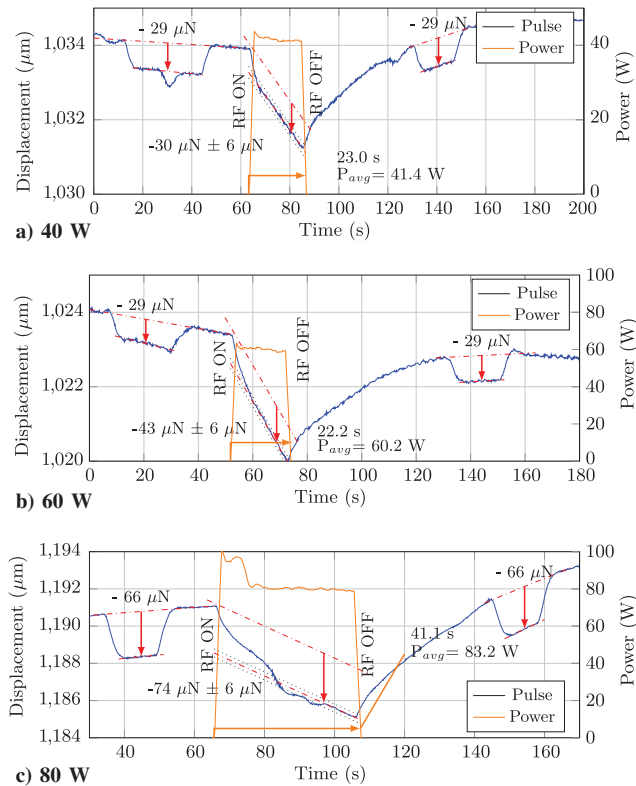 1,034
1,032
1,030
Displacement (μm)
- 29 μN
- 29 μN
RF ON
RF OFF
-30 μN ± 6 μN
23.0 s
P_avg= 41.4 W
Pulse
Power
40
20
0
Power (W)
0 20 40 60 80 100 120 140 160 180 200
Time (s)
a) 40 W
1,024
1,022
1,020
Displacement (μm)
- 29 μN
- 29 μN
RF ON
RF OFF
-43 μN ± 6 μN
22.2 s
P_avg= 60.2 W
Pulse
Power
100
80
60
40
20
0
Power (W)
0 20 40 60 80 100 120 140 160 180
Time (s)
b) 60 W
1,194
1,192
1,190
1,188
1,186
1,184
Displacement (μm)
- 66 μN
- 66 μN
RF ON
RF OFF
-74 μN ± 6 μN
41.1 s
P_avg= 83.2 W
Pulse
Power
100
80
60
40
20
0
Power (W)
40 60 80 100 120 140 160
Time (s)
c) 80 W